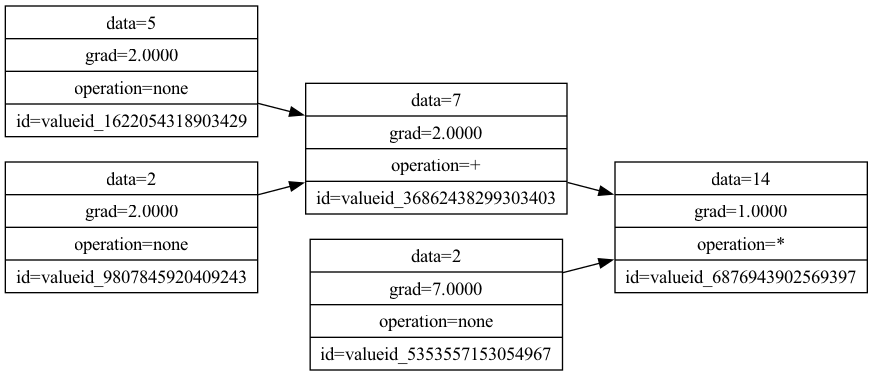 data=5
grad=2.0000
operation=none
id=valueid_1622054318903429
data=2
grad=2.0000
operation=none
id=valueid_9807845920409243
data=7
grad=2.0000
operation=+
id=valueid_36862438299303403
data=2
grad=7.0000
operation=none
id=valueid_5353557153054967
data=14
grad=1.0000
operation=*
id=valueid_6876943902569397